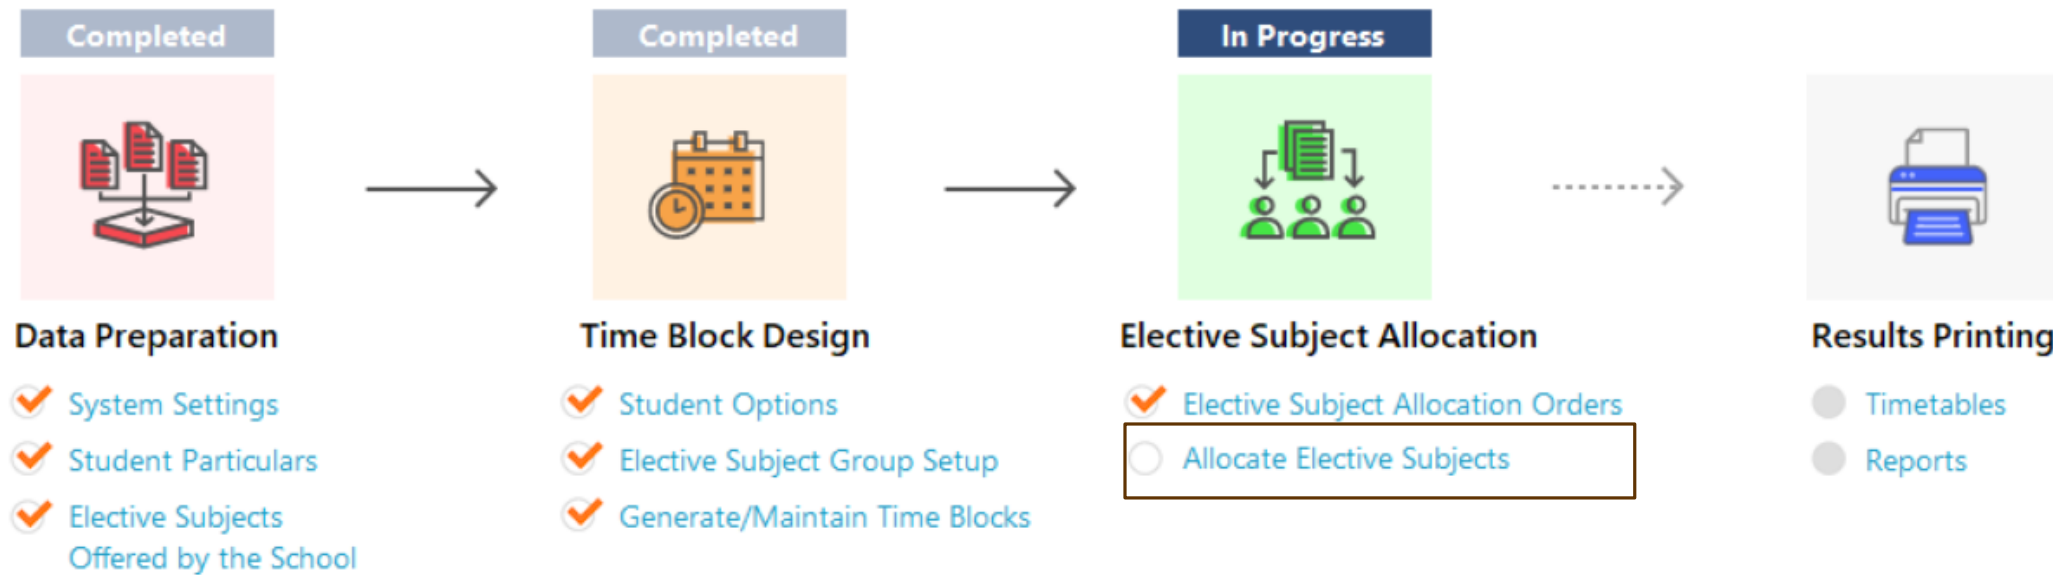 Completed
Completed
In Progress
Data Preparation
Time Block Design
Elective Subject Allocation
Results Printing
System Settings
Student Particulars
Elective Subjects
Offered by the School
Student Options
Elective Subject Group Setup
Generate/Maintain Time Blocks
Elective Subject Allocation Orders
Allocate Elective Subjects
Timetables
Reports